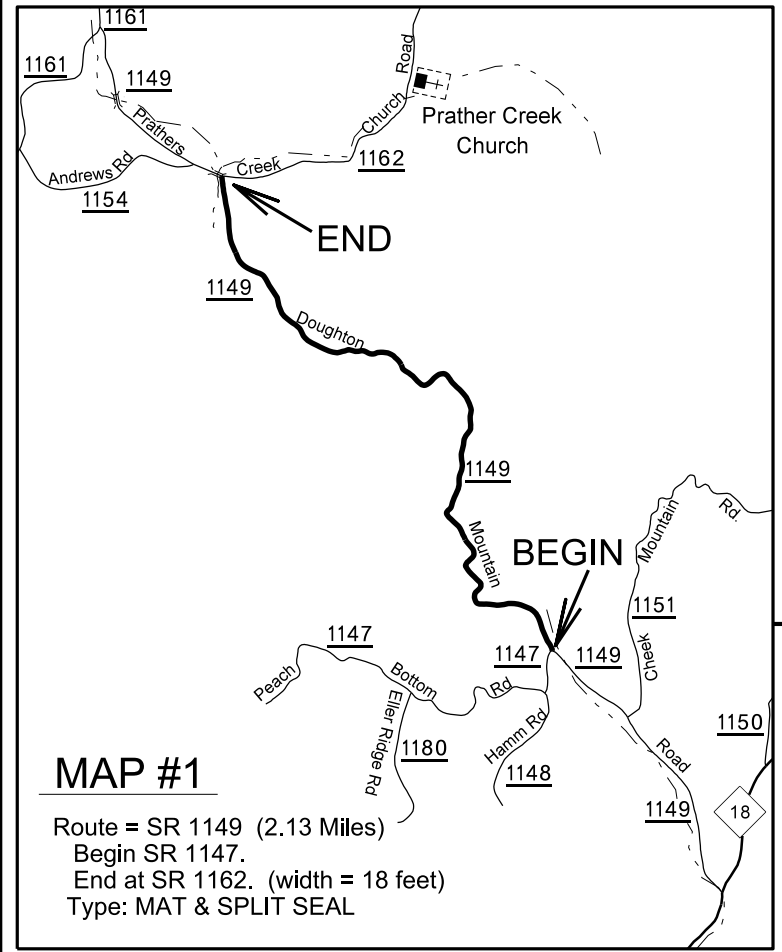 1161
1161
1149
Prathers
Road
Church
Prather Creek
Church
Creek
1162
Andrews Rd
1154
END
1149
Doughton
1149
Mountain
BEGIN
Mountain
Rd.
1151
Cheek
1147
1147
1149
Peach
Bottom
Rd
Eller Ridge Rd
1180
Hamm Rd
1148
1150
Road
1149
18
MAP #1
Route = SR 1149 (2.13 Miles)
Begin SR 1147.
End at SR 1162. (width = 18 feet)
Type: MAT & SPLIT SEAL